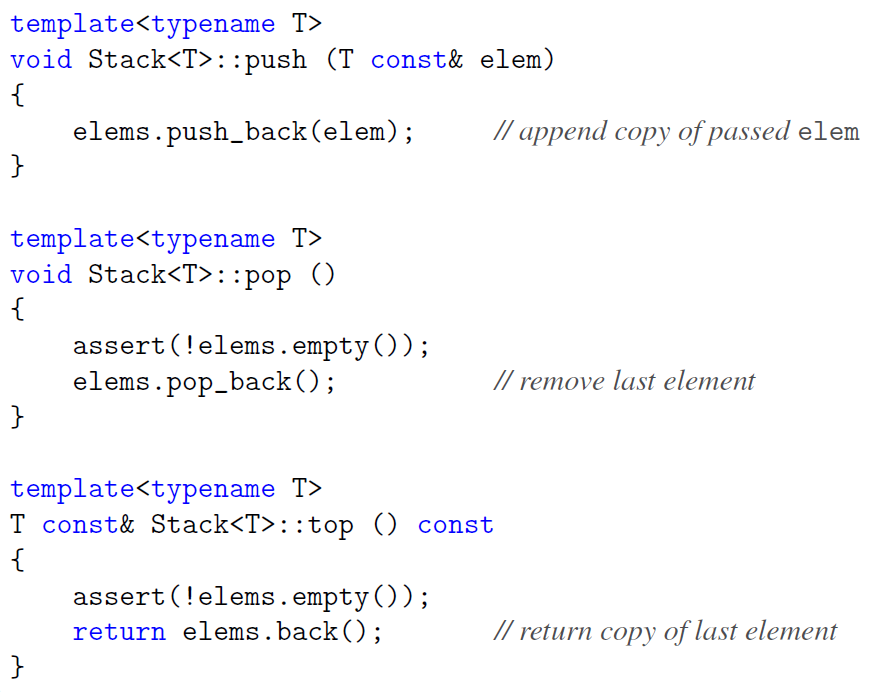 template<typename T>
void Stack<T>::push (T const& elem)
{
    elems.push_back(elem);     // append copy of passed elem
}

template<typename T>
void Stack<T>::pop ()
{
    assert(!elems.empty());
    elems.pop_back();          // remove last element
}

template<typename T>
T const& Stack<T>::top () const
{
    assert(!elems.empty());
    return elems.back();       // return copy of last element
}